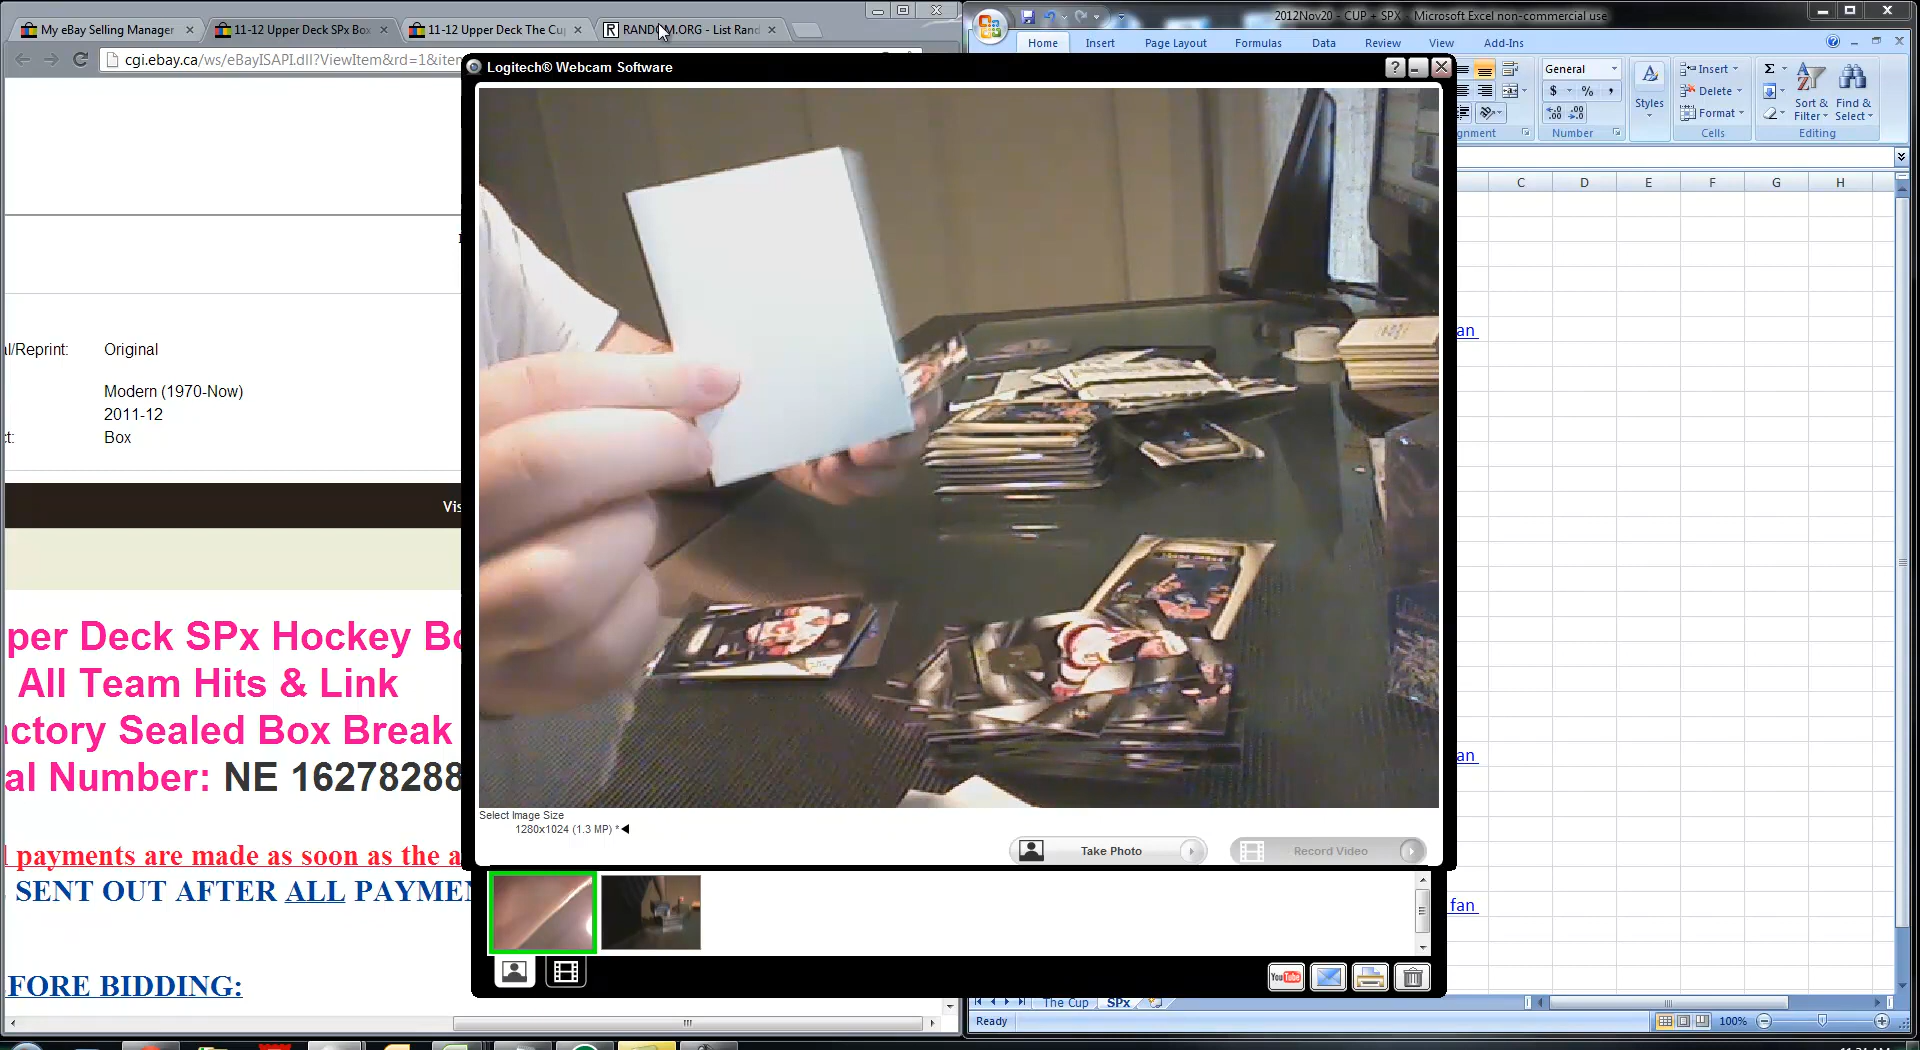 My eBay Selling Manager
11-12 Upper Deck SPx Box
11-12 Upper Deck The Cu
RANDOM.ORG - List Rand
cgi.ebay.ca/ws/eBayISAPI.dll?ViewItem&rd=1&item
2012Nov20 - CUP + SPX - Microsoft Excel non-commercial use
Home
Insert
Page Layout
Formulas
Data
Review
View
Add-Ins
Logitech® Webcam Software
General
Styles
Insert
Delete
Format
Sort &
Filter
Find &
Select
gnment
Number
Cells
Editing
C D E F G H
al/Reprint:
Original
Modern (1970-Now)
2011-12
ct:
Box
Vis
per Deck SPx Hockey Bo
All Team Hits & Link
actory Sealed Box Break
al Number: NE 16278288
l payments are made as soon as the a
SENT OUT AFTER ALL PAYMEN
FORE BIDDING:
an
an
fan
Select Image Size
1280x1024 (1.3 MP) *
Take Photo
Record Video
YouTube
The Cup
SPx
Ready
100%